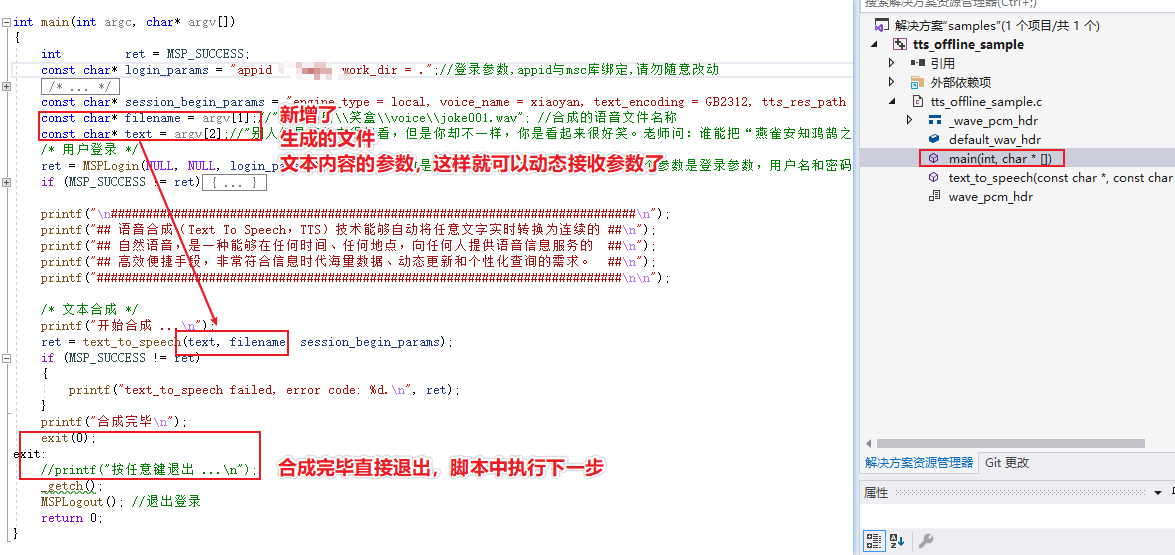 int main(int argc, char* argv[])
{
int ret = MSP_SUCCESS;
const char* login_params = "appid work_dir = .";//登录参数,appid与msc库绑定,请勿随意改动
/* ... */
const char* session_begin_params = "engine_type = local, voice_name = xiaoyan, text_encoding = GB2312, tts_res_path
const char* filename = argv[1];//" \\笑盒\\voice\\joke001.wav"; //合成的语音文件名称
const char* text = argv[2];//"别人 看，但是你却不一样，你是看起来很好笑。老师问：谁能把“燕雀安知鸿鹄之
/* 用户登录 */
ret = MSPLogin(NULL, NULL, login_ 参数是登录参数，用户名和密码
if (MSP_SUCCESS != ret) { ... }
新增了
生成的文件
文本内容的参数，这样就可以动态接收参数了
printf("\n###########################################################################\n");
printf("## 语音合成（Text To Speech，TTS）技术能够自动将任意文字实时转换为连续的 ##\n");
printf("## 自然语音，是一种能够在任何时间、任何地点，向任何人提供语音信息服务的 ##\n");
printf("## 高效便捷手段，非常符合信息时代海量数据、动态更新和个性化查询的需求。 ##\n");
printf("###########################################################################\n\n");
/* 文本合成 */
printf("开始合成 ...\n");
ret = text_to_speech(text, filename, session_begin_params);
if (MSP_SUCCESS != ret)
{
printf("text_to_speech failed, error code: %d.\n", ret);
}
printf("合成完毕\n");
exit(0);
exit:
//printf("按任意键退出 ...\n");
_getch();
MSPLogout(); //退出登录
return 0;
}
合成完毕直接退出，脚本中执行下一步
搜索解决方案资源管理器(Ctrl+;)
解决方案"samples"(1 个项目/共 1 个)
tts_offline_sample
引用
外部依赖项
tts_offline_sample.c
_wave_pcm_hdr
default_wav_hdr
main(int, char * [])
text_to_speech(const char *, const char
wave_pcm_hdr
解决方案资源管理器 Git 更改
属性